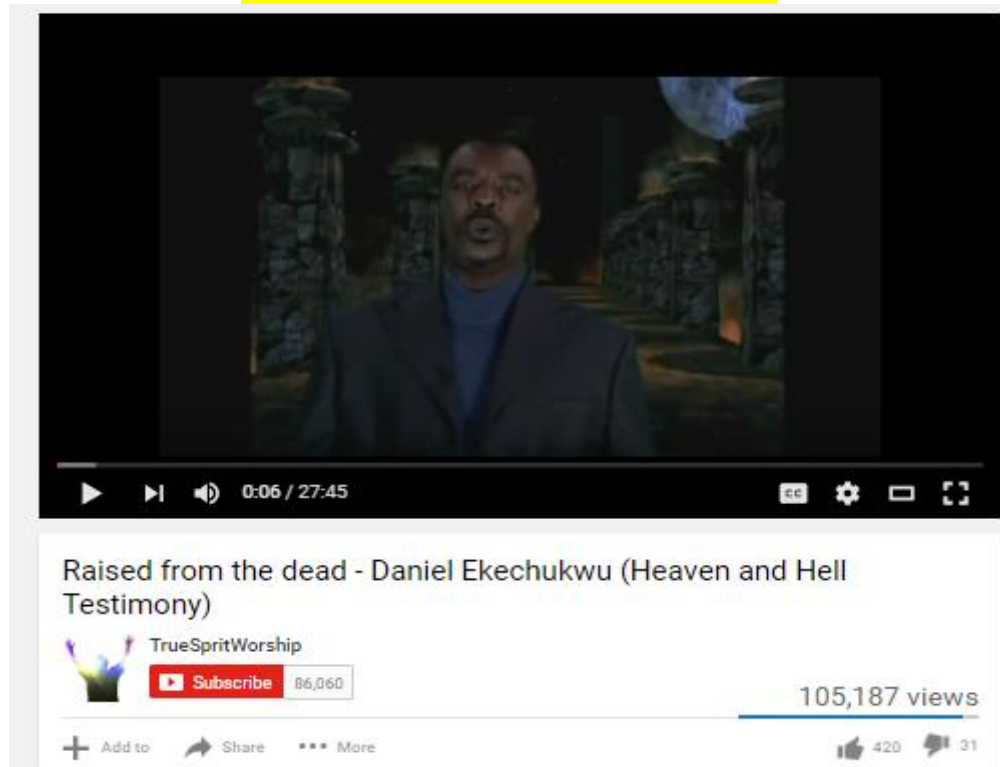 0:06 / 27:45
CC
Raised from the dead - Daniel Ekechukwu (Heaven and Hell
Testimony)
TrueSpritWorship
Subscribe 86,060
105,187 views
Add to Share More
420 31